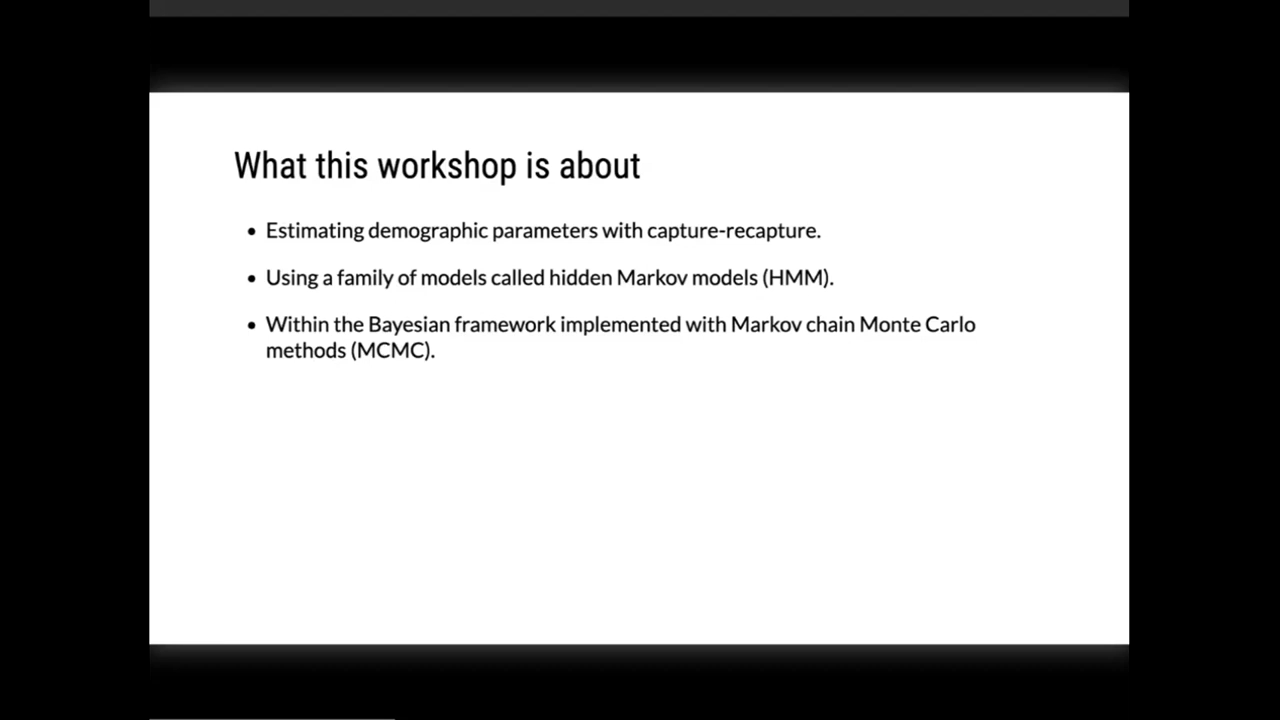 What this workshop is about
• Estimating demographic parameters with capture-recapture.
• Using a family of models called hidden Markov models (HMM).
• Within the Bayesian framework implemented with Markov chain Monte Carlo
methods (MCMC).